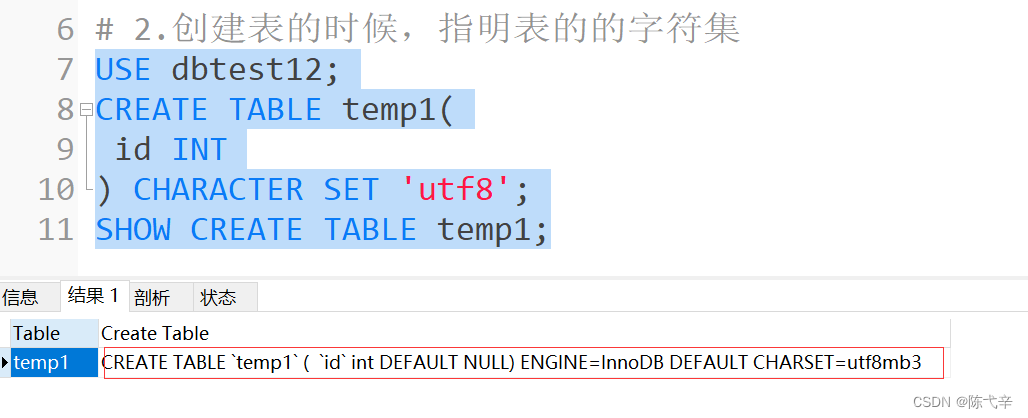 6 # 2.创建表的时候，指明表的的字符集
7 USE dbtest12;
8 CREATE TABLE temp1(
9 id INT
10 ) CHARACTER SET 'utf8';
11 SHOW CREATE TABLE temp1;
信息 结果 1 剖析 状态
Table Create Table
temp1 CREATE TABLE `temp1` ( `id` int DEFAULT NULL) ENGINE=InnoDB DEFAULT CHARSET=utf8mb3
CSDN @陈弋辛